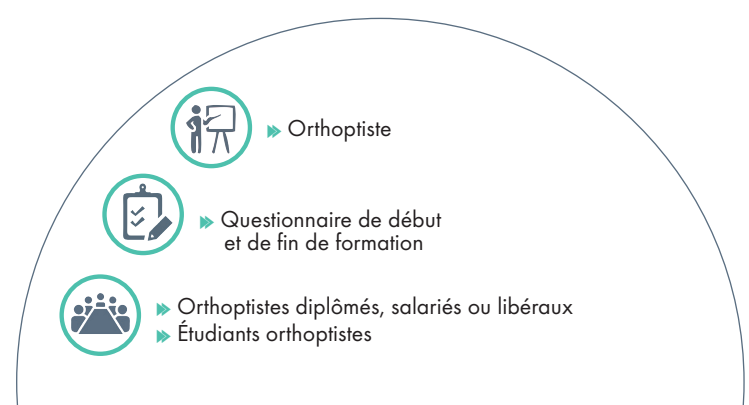 Orthoptiste
Questionnaire de début
et de fin de formation
Orthoptistes diplômés, salariés ou libéraux
Étudiants orthoptistes